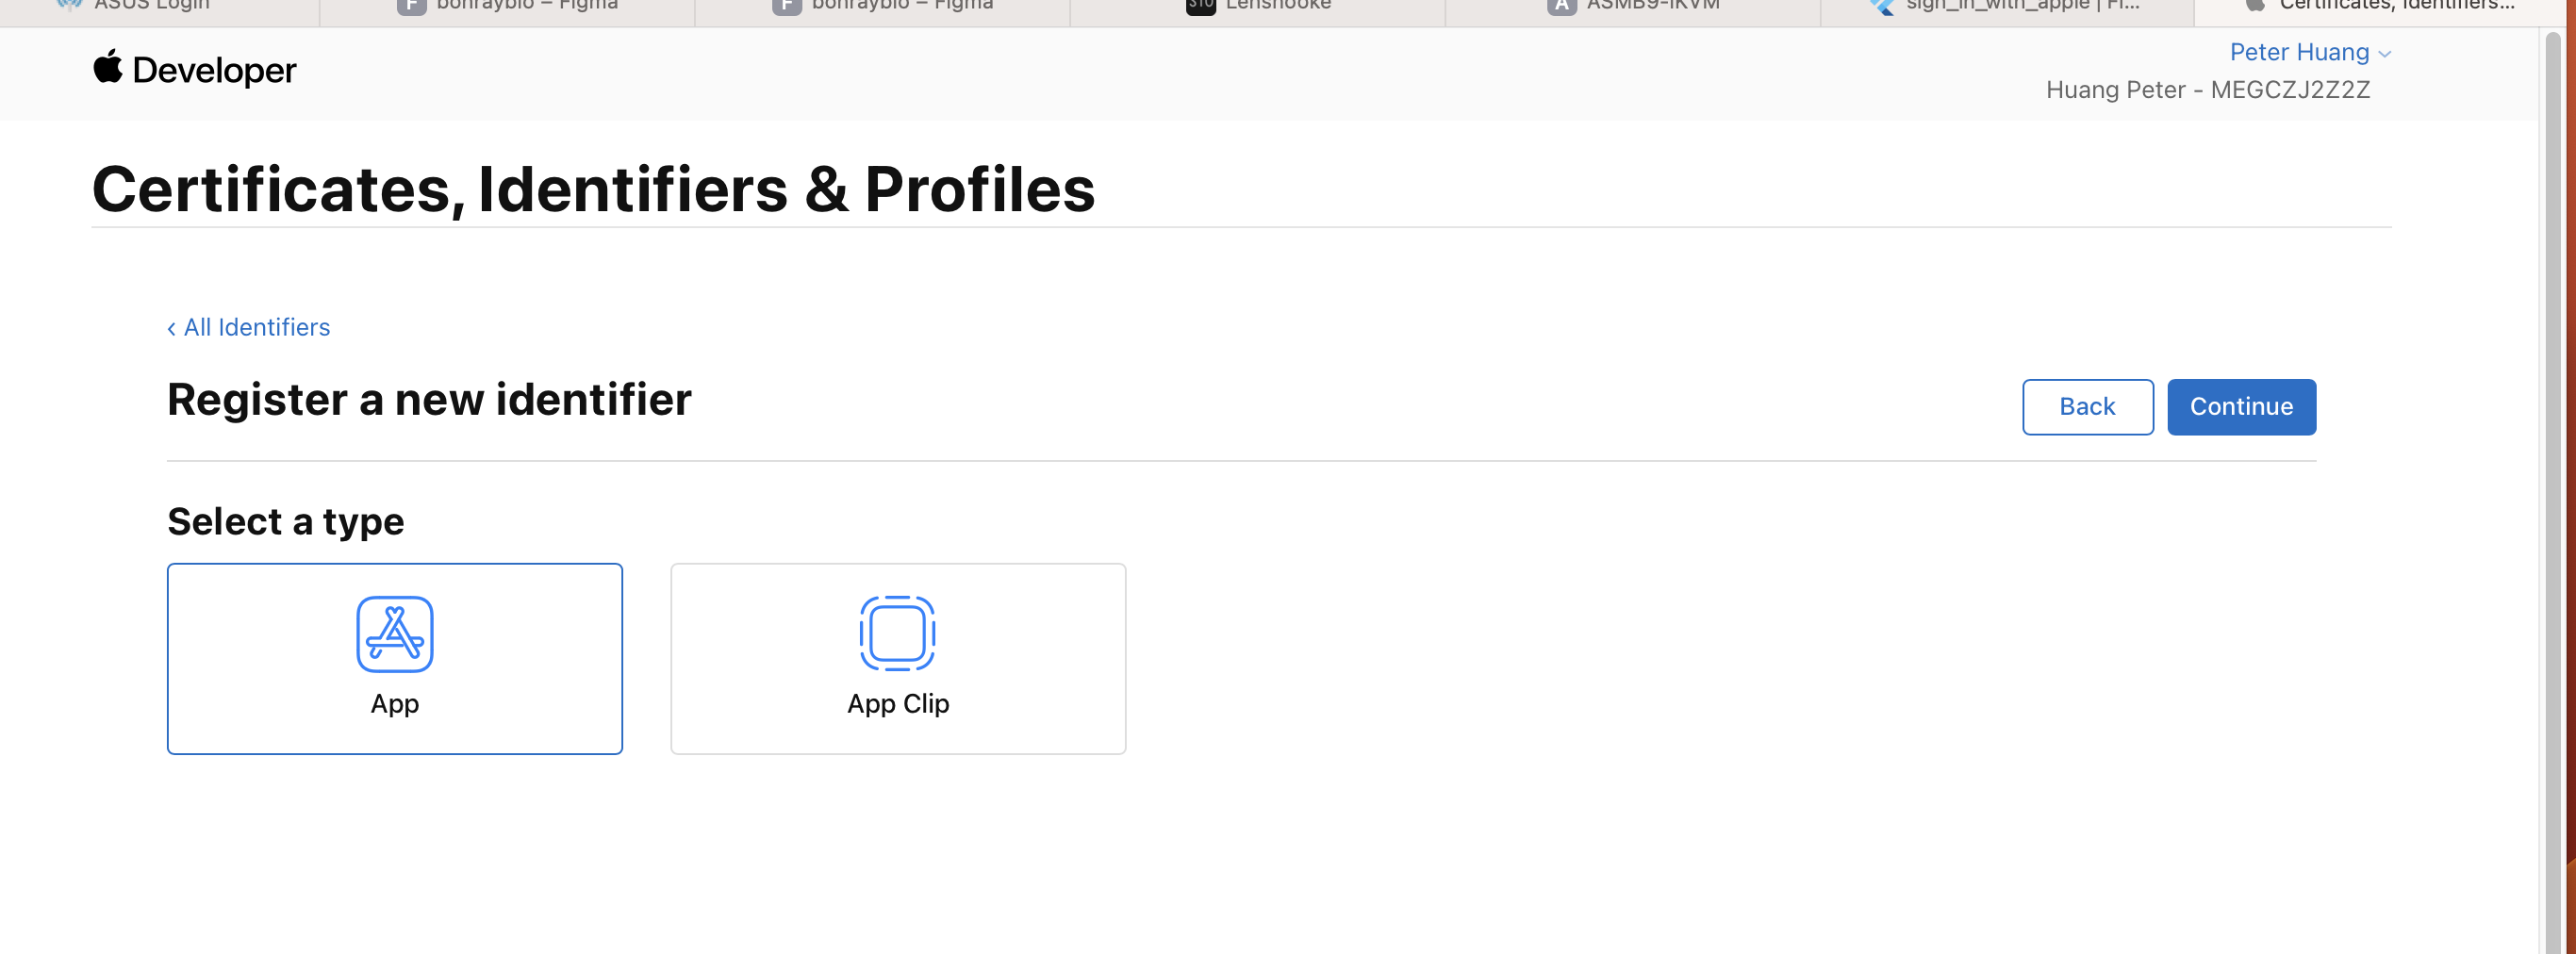 ASUS Login
F bonraybio – Figma
F bonraybio – Figma
Lenshooke
A ASMB9-iKVM
sign_in_with_apple | Fl...
Certificates, Identifiers...
Developer
Peter Huang
Huang Peter - MEGCZJ2Z2Z
Certificates, Identifiers & Profiles
‹ All Identifiers
Register a new identifier
Back
Continue
Select a type
App
App Clip